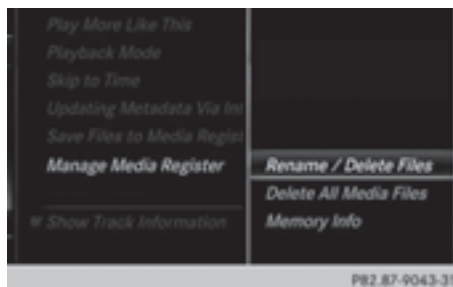 Play More Like This
Playback Mode
Skip to Time
Updating Metadata Via Int
Save Files to Media Regist
Manage Media Register
Rename / Delete Files
Delete All Media Files
Show Track Information
Memory Info
P82.87-9043-31